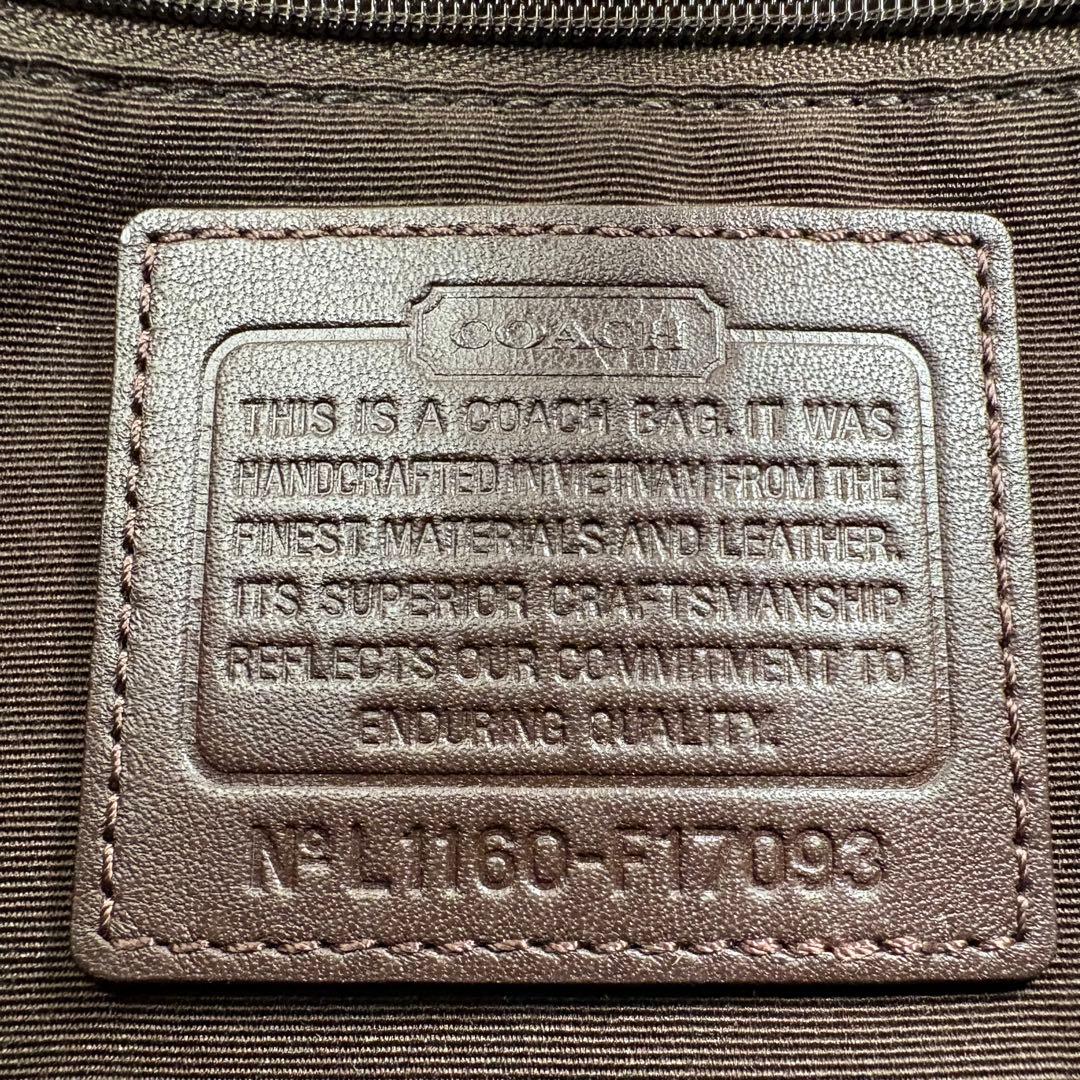 COACH
THIS IS A COACH BAG. IT WAS
HANDCRAFTED IN VIETNAM FROM THE
FINEST MATERIALS AND LEATHER.
ITS SUPERIOR CRAFTSMANSHIP
REFLECTS OUR COMMITMENT TO
ENDURING QUALITY.
Nº L1160-F17093